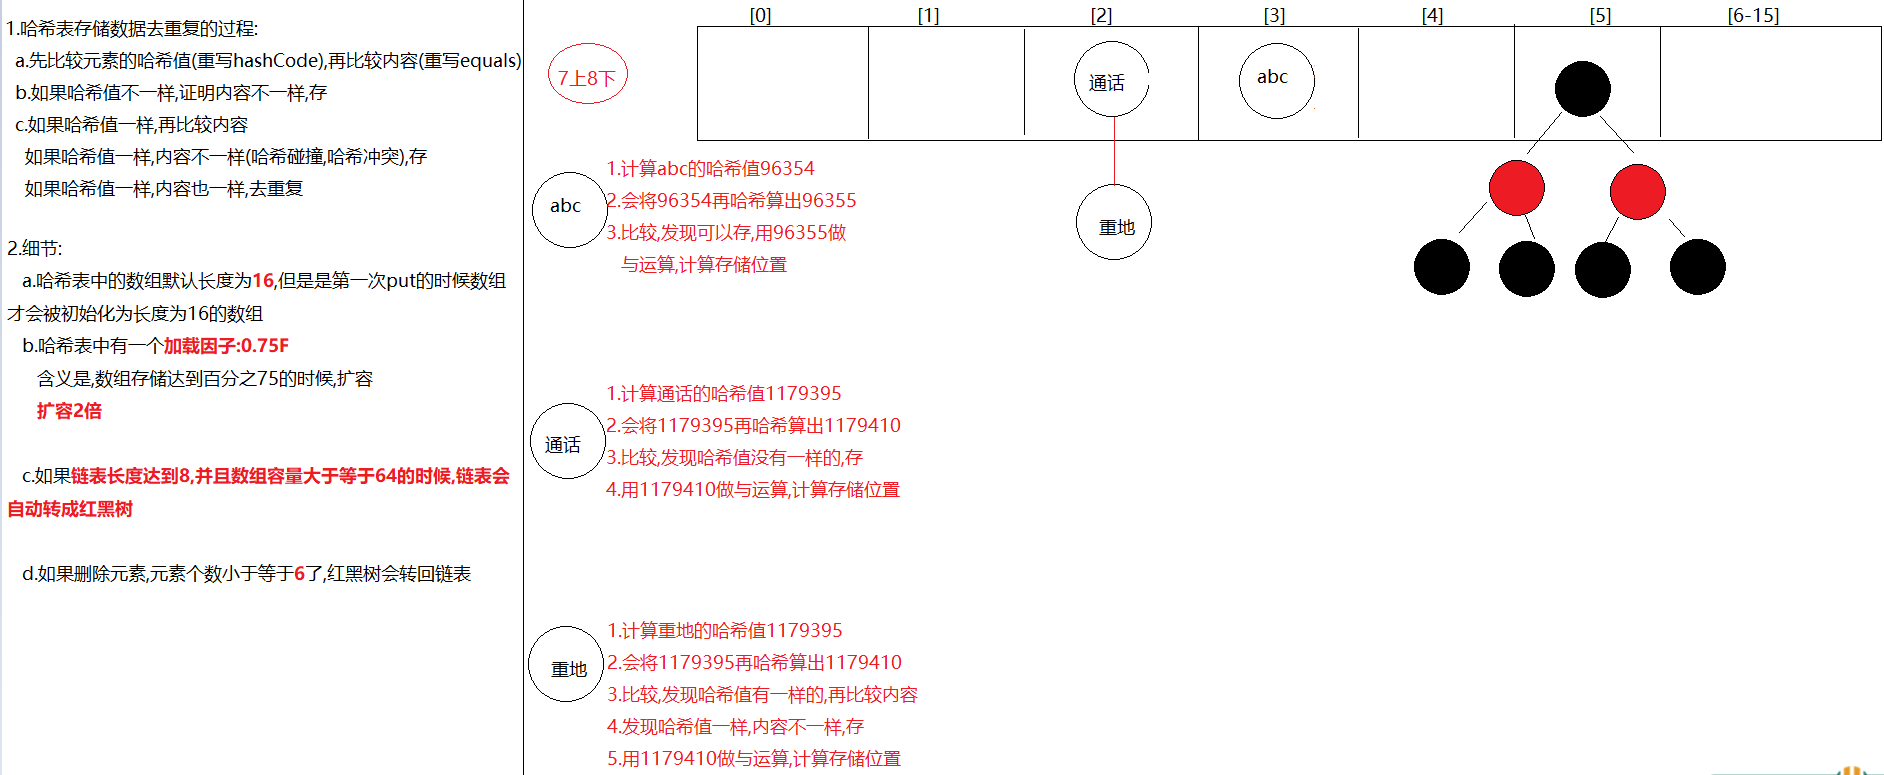 1.哈希表存储数据去重复的过程:
a.先比较元素的哈希值(重写hashCode),再比较内容(重写equals)
b.如果哈希值不一样,证明内容不一样,存
c.如果哈希值一样,再比较内容
如果哈希值一样,内容不一样(哈希碰撞,哈希冲突),存
如果哈希值一样,内容也一样,去重复
2.细节:
a.哈希表中的数组默认长度为16,但是是第一次put的时候数组
才会被初始化为长度为16的数组
b.哈希表中有一个加载因子:0.75F
含义是,数组存储达到百分之75的时候,扩容
扩容2倍
c.如果链表长度达到8,并且数组容量大于等于64的时候,链表会
自动转成红黑树
d.如果删除元素,元素个数小于等于6了,红黑树会转回链表
[0] [1] [2] [3] [4] [5] [6-15]
7上8下
通话
abc
重地
abc
1.计算abc的哈希值96354
2.会将96354再哈希算出96355
3.比较,发现可以存,用96355做
与运算,计算存储位置
通话
1.计算通话的哈希值1179395
2.会将1179395再哈希算出1179410
3.比较,发现哈希值没有一样的,存
4.用1179410做与运算,计算存储位置
重地
1.计算重地的哈希值1179395
2.会将1179395再哈希算出1179410
3.比较,发现哈希值有一样的,再比较内容
4.发现哈希值一样,内容不一样,存
5.用1179410做与运算,计算存储位置